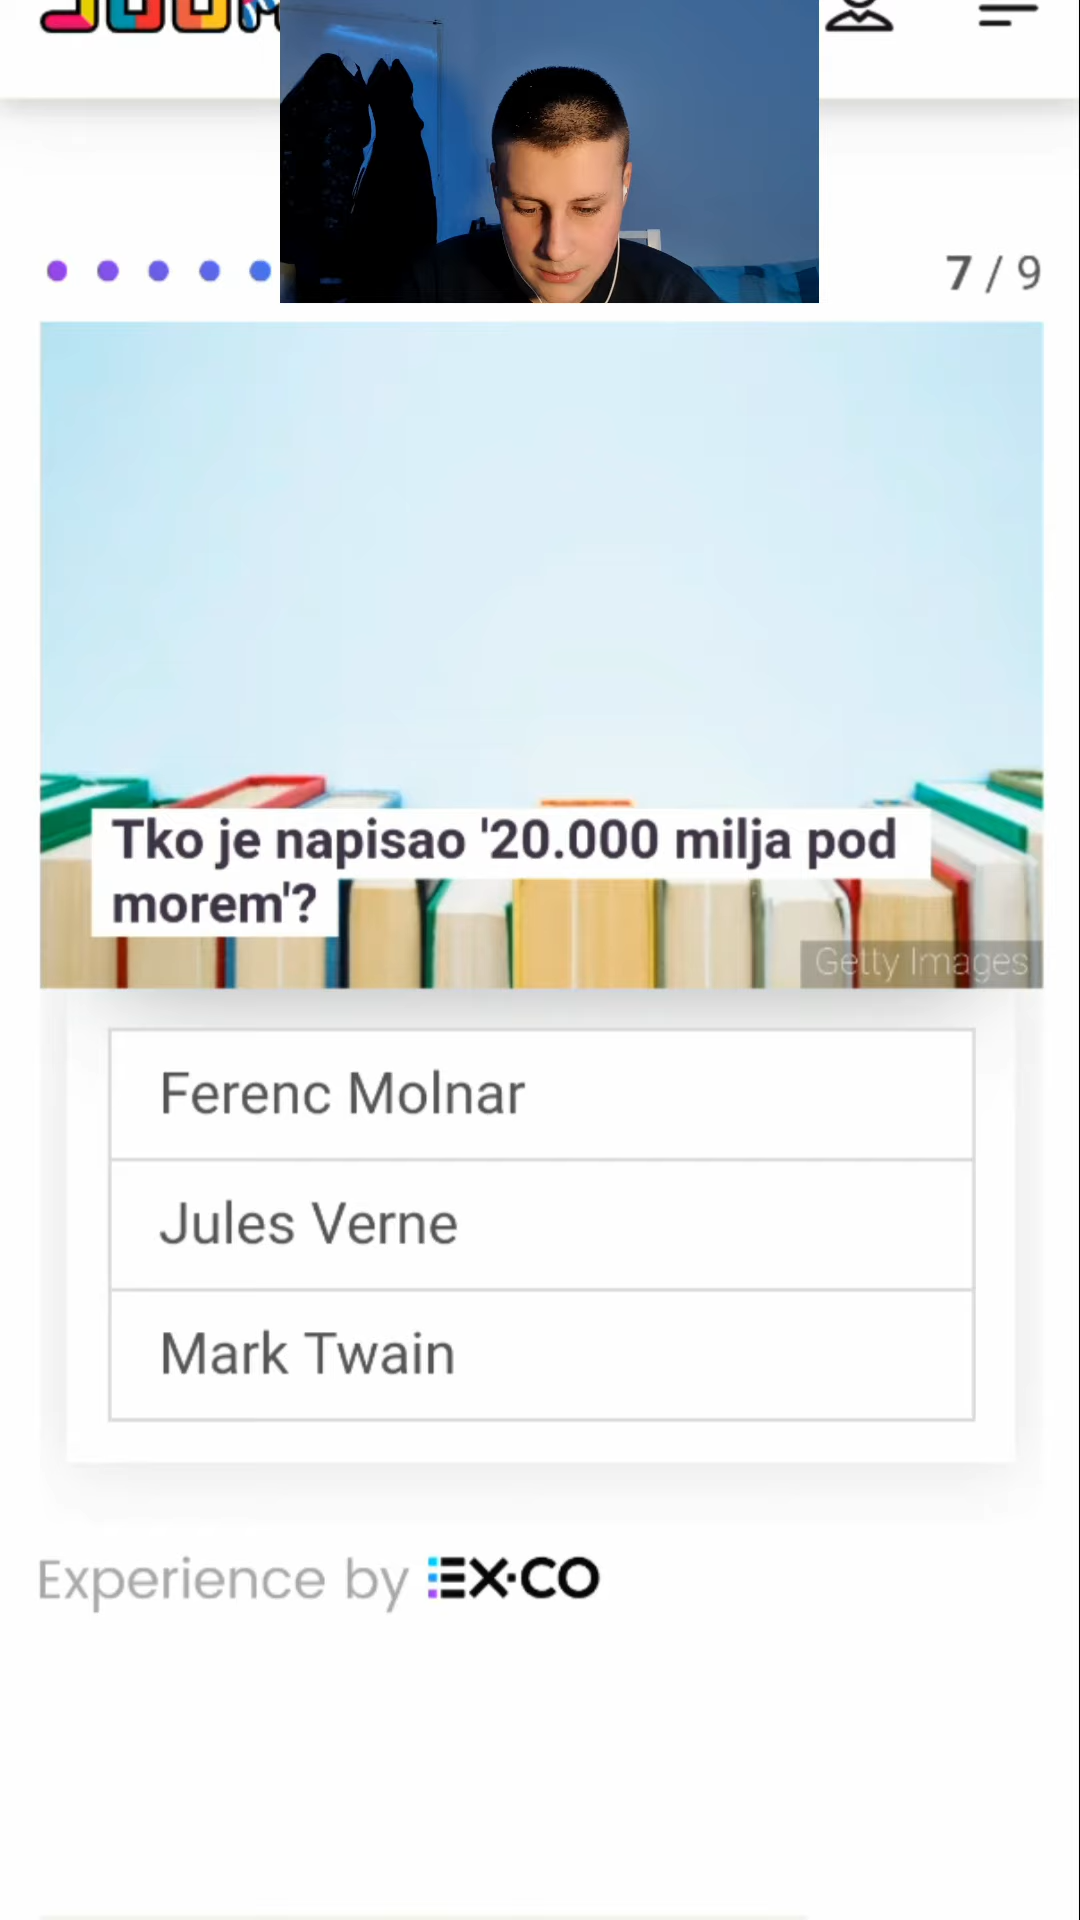 7 / 9
Tko je napisao '20.000 milja pod
morem'?
Getty Images
Ferenc Molnar
Jules Verne
Mark Twain
Experience by EX·CO